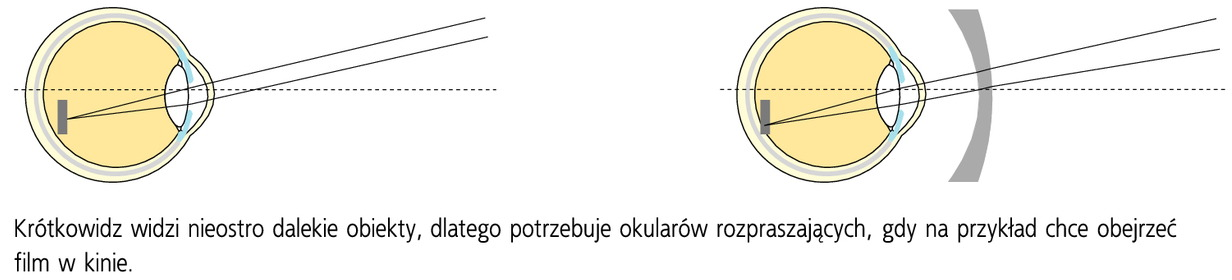 Krótkowidz widzi nieostro dalekie obiekty, dlatego potrzebuje okularów rozpraszających, gdy na przykład chce obejrzeć
film w kinie.